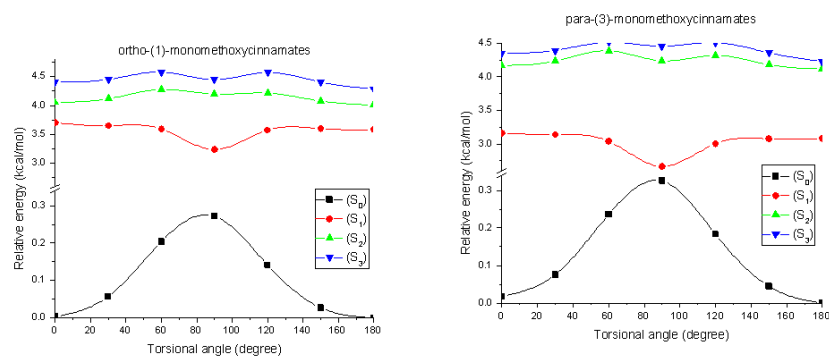 ortho-(1)-monomethoxycinnamates
Relative energy (kcal/mol)
4.5
4.0
3.5
3.0
0.3
0.2
0.1
0.0
0 20 40 60 80 100 120 140 160 180
Torsional angle (degree)
(S0)
(S1)
(S2)
(S3)
para-(3)-monomethoxycinnamates
Relative energy (kcal/mol)
4.5
4.0
3.5
3.0
0.3
0.2
0.1
0.0
0 20 40 60 80 100 120 140 160 180
Torsional angle (degree)
(S0)
(S1)
(S2)
(S3)